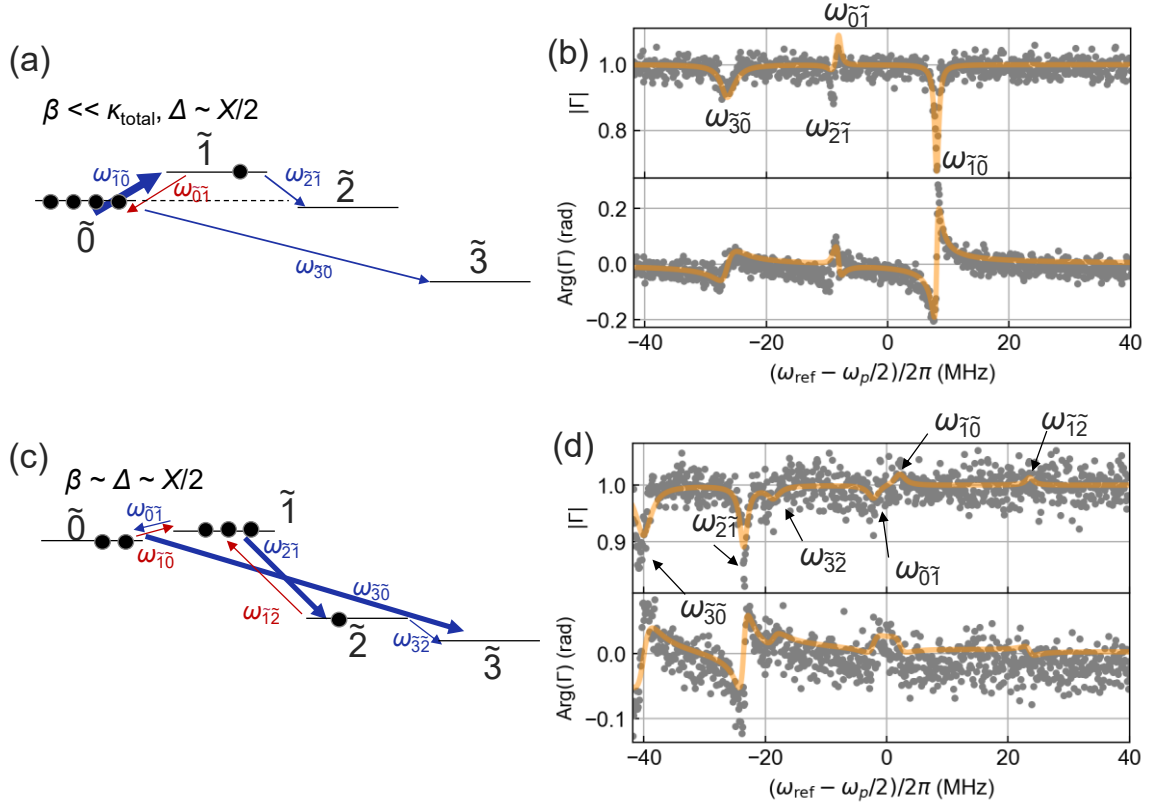 (a)
β << κtotal, Δ ~ X/2
1̃
ω1̃0̃
ω0̃1̃
ω2̃1̃
2̃
0̃
ω3̃0̃
3̃
(b)
ω0̃1̃
1.0
0.8
|Γ|
ω3̃0̃
ω2̃1̃
ω1̃0̃
0.2
0.0
−0.2
Arg(Γ) (rad)
−40 −20 0 20 40
(ωref − ωp/2)/2π (MHz)
(c)
β ~ Δ ~ X/2
0̃
ω0̃1̃
1̃
ω1̃0̃
ω2̃1̃
ω3̃0̃
ω1̃2̃
2̃
ω3̃2̃
3̃
(d)
ω1̃0̃
ω1̃2̃
1.0
0.9
|Γ|
ω2̃1̃
ω3̃2̃
ω0̃1̃
ω3̃0̃
0.0
−0.1
Arg(Γ) (rad)
−40 −20 0 20 40
(ωref − ωp/2)/2π (MHz)